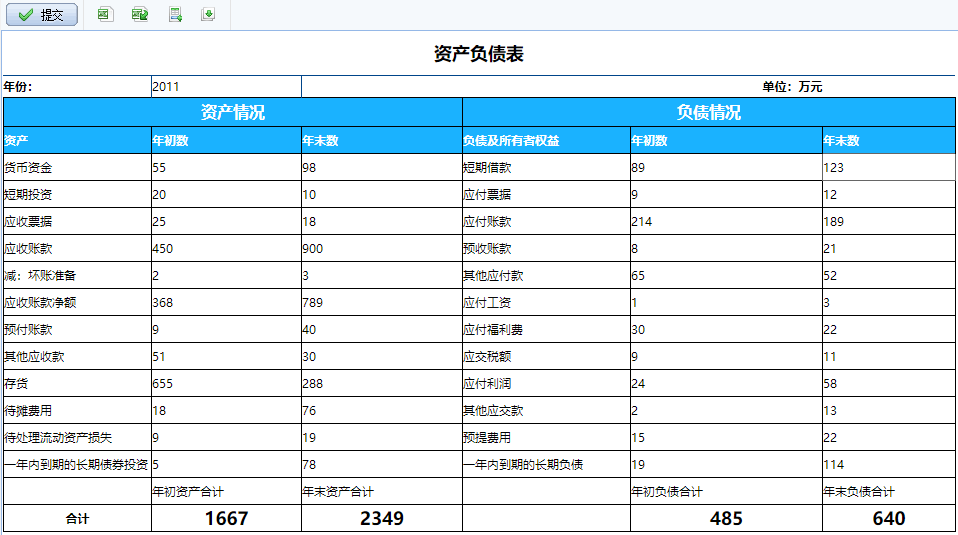 提交
资产负债表
年份： 2011 单位：万元
资产情况 负债情况
资产 年初数 年末数 负债及所有者权益 年初数 年末数
货币资金 55 98 短期借款 89 123
短期投资 20 10 应付票据 9 12
应收票据 25 18 应付账款 214 189
应收账款 450 900 预收账款 8 21
减：坏账准备 2 3 其他应付款 65 52
应收账款净额 368 789 应付工资 1 3
预付账款 9 40 应付福利费 30 22
其他应收款 51 30 应交税额 9 11
存货 655 288 应付利润 24 58
待摊费用 18 76 其他应交款 2 13
待处理流动资产损失 9 19 预提费用 15 22
一年内到期的长期债券投资 5 78 一年内到期的长期负债 19 114
年初资产合计 年末资产合计 年初负债合计 年末负债合计
合计 1667 2349 485 640